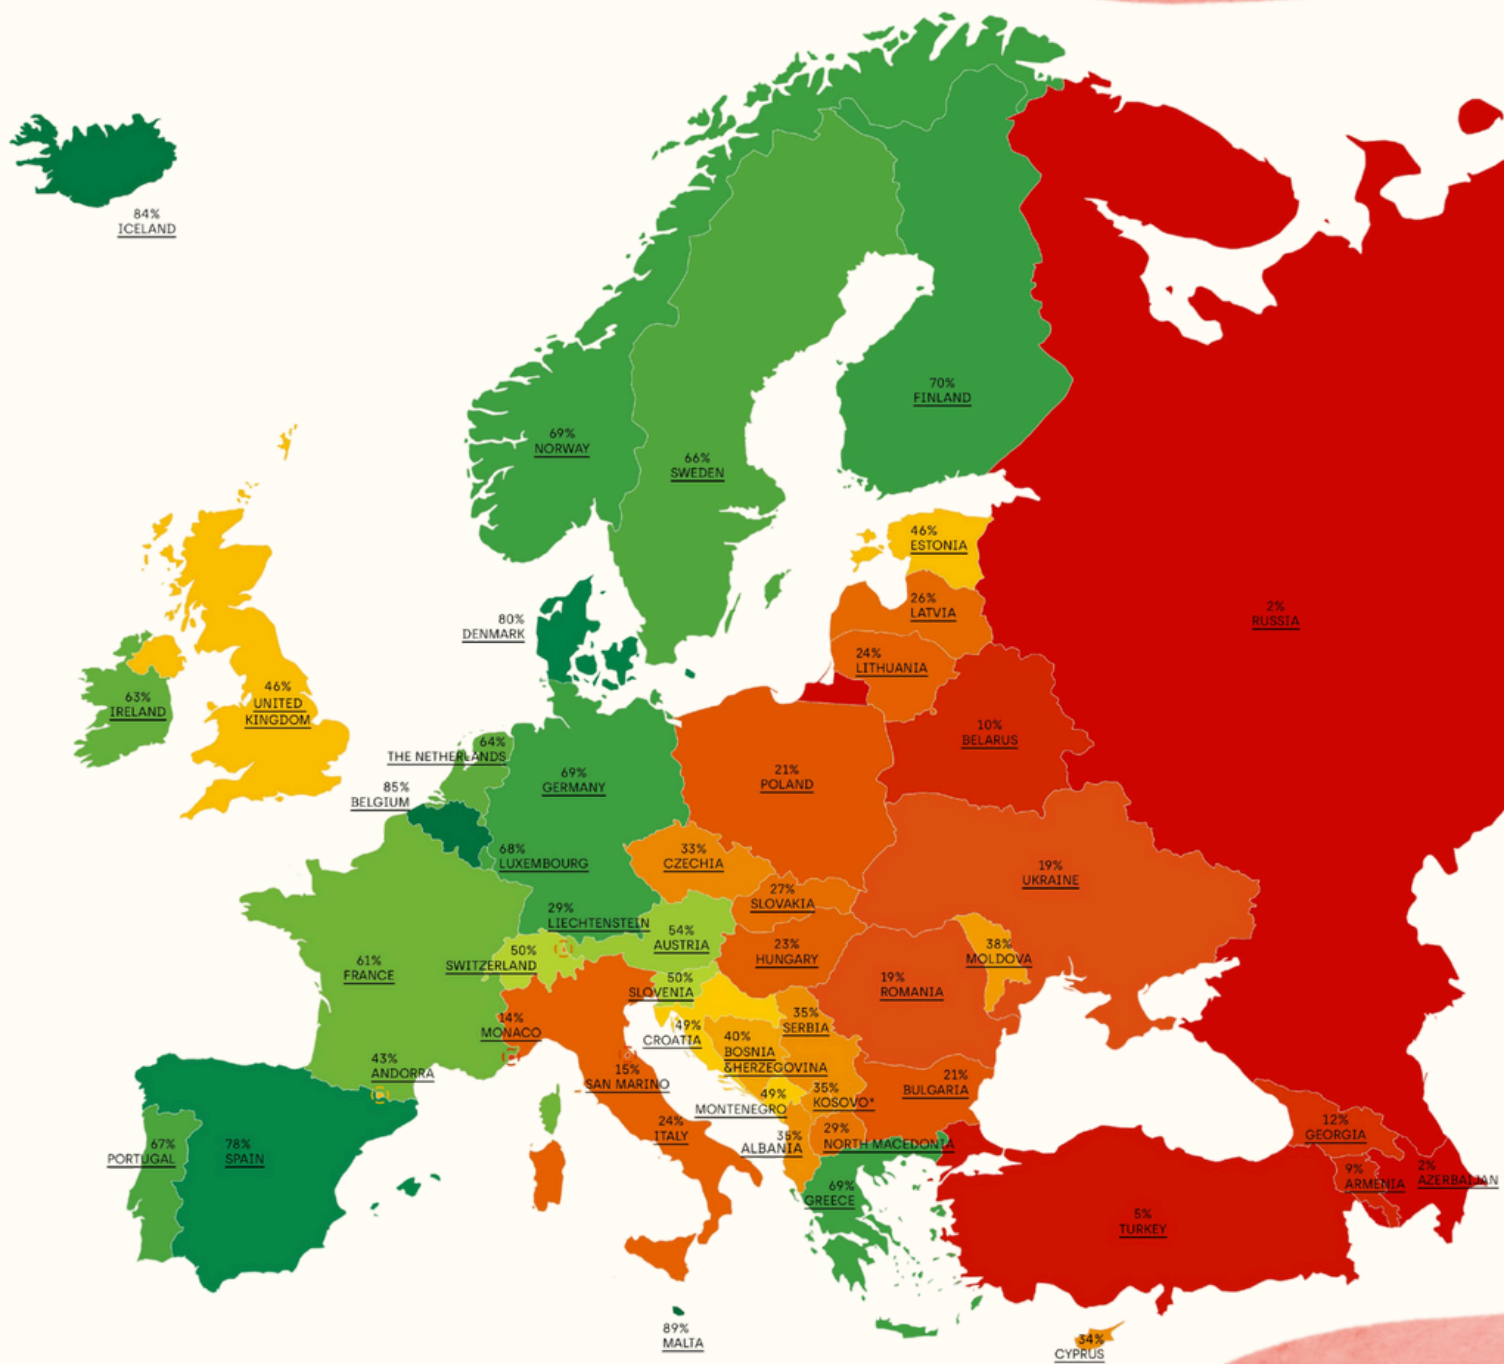 84%
ICELAND
70%
FINLAND
69%
NORWAY
66%
SWEDEN
46%
ESTONIA
26%
LATVIA
2%
RUSSIA
80%
DENMARK
24%
LITHUANIA
63%
IRELAND
46%
UNITED
KINGDOM
10%
BELARUS
64%
THE NETHERLANDS
69%
GERMANY
21%
POLAND
85%
BELGIUM
68%
LUXEMBOURG
33%
CZECHIA
19%
UKRAINE
27%
SLOVAKIA
29%
LIECHTENSTEIN
54%
AUSTRIA
23%
HUNGARY
38%
MOLDOVA
61%
FRANCE
50%
SWITZERLAND
50%
SLOVENIA
19%
ROMANIA
14%
MONACO
49%
CROATIA
35%
SERBIA
40%
BOSNIA
&HERZEGOVINA
43%
ANDORRA
15%
SAN MARINO
21%
BULGARIA
49%
MONTENEGRO
35%
KOSOVO*
24%
ITALY
35%
ALBANIA
29%
NORTH MACEDONIA
12%
GEORGIA
67%
PORTUGAL
78%
SPAIN
9%
ARMENIA
2%
AZERBAIJAN
69%
GREECE
5%
TURKEY
89%
MALTA
34%
CYPRUS